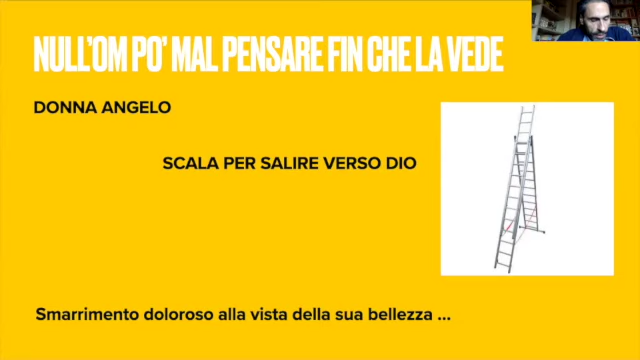 NULL'OM PO' MAL PENSARE FIN CHE LA VEDE
DONNA ANGELO
SCALA PER SALIRE VERSO DIO
Smarrimento doloroso alla vista della sua bellezza ...